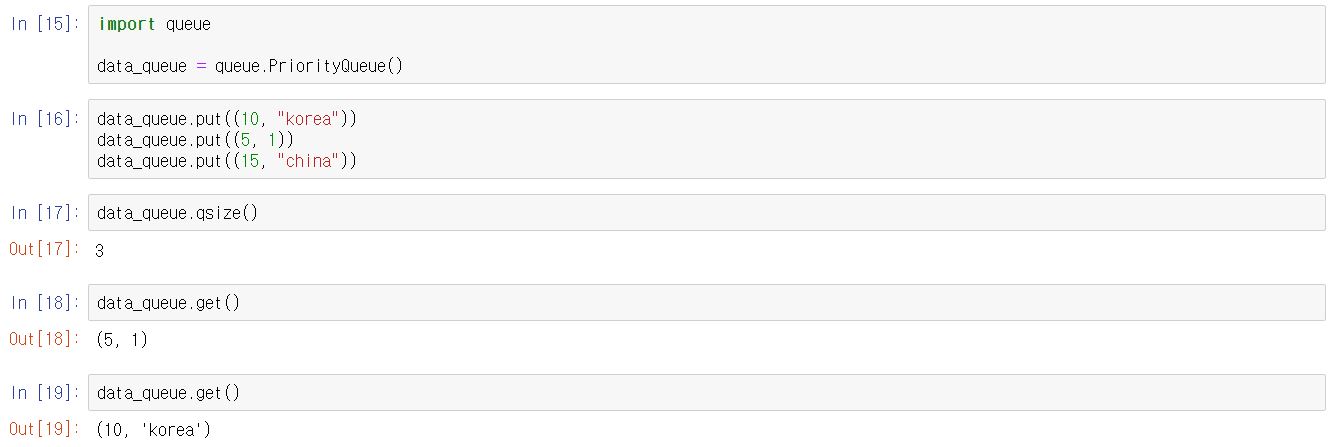 In [15]: import queue
data_queue = queue.PriorityQueue()
In [16]: data_queue.put((10, "korea"))
data_queue.put((5, 1))
data_queue.put((15, "china"))
In [17]: data_queue.qsize()
Out[17]: 3
In [18]: data_queue.get()
Out[18]: (5, 1)
In [19]: data_queue.get()
Out[19]: (10, 'korea')